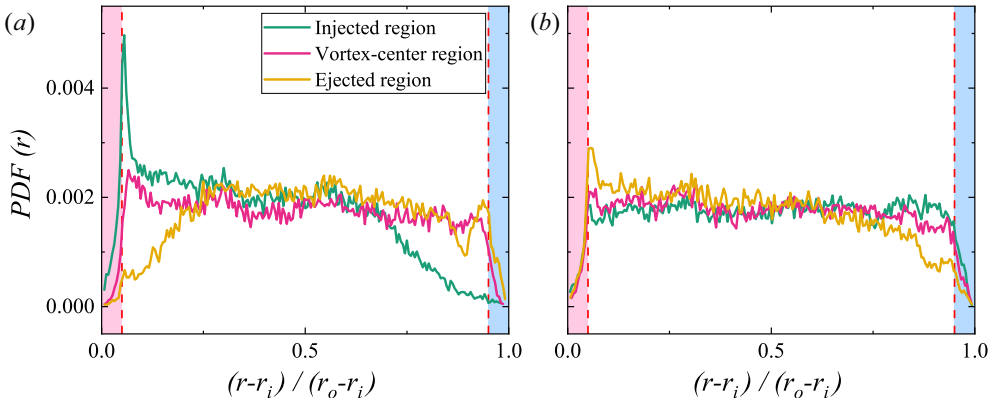 (a)
Injected region
Vortex-center region
Ejected region
(b)
0.004
0.002
0.000
PDF (r)
0.0
0.5
1.0
0.0
0.5
1.0
(r-rᵢ) / (rₒ-rᵢ)
(r-rᵢ) / (rₒ-rᵢ)